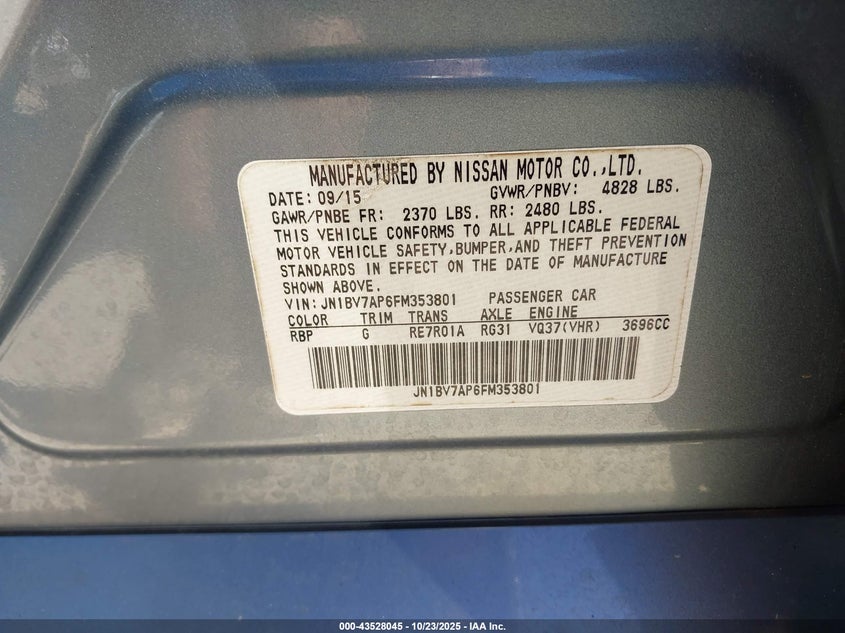 MANUFACTURED BY NISSAN MOTOR CO.,LTD.
DATE: 09/15 GVWR/PNBV: 4828 LBS.
GAWR/PNBE FR: 2370 LBS. RR: 2480 LBS.
THIS VEHICLE CONFORMS TO ALL APPLICABLE FEDERAL
MOTOR VEHICLE SAFETY,BUMPER,AND THEFT PREVENTION
STANDARDS IN EFFECT ON THE DATE OF MANUFACTURE
SHOWN ABOVE.
VIN: JN1BV7AP6FM353801 PASSENGER CAR
COLOR TRIM TRANS AXLE ENGINE
RBP G RE7R01A RG31 VQ37(VHR) 3696CC
JN1BV7AP6FM353801
000-43528045 - 10/23/2025 - IAA Inc.